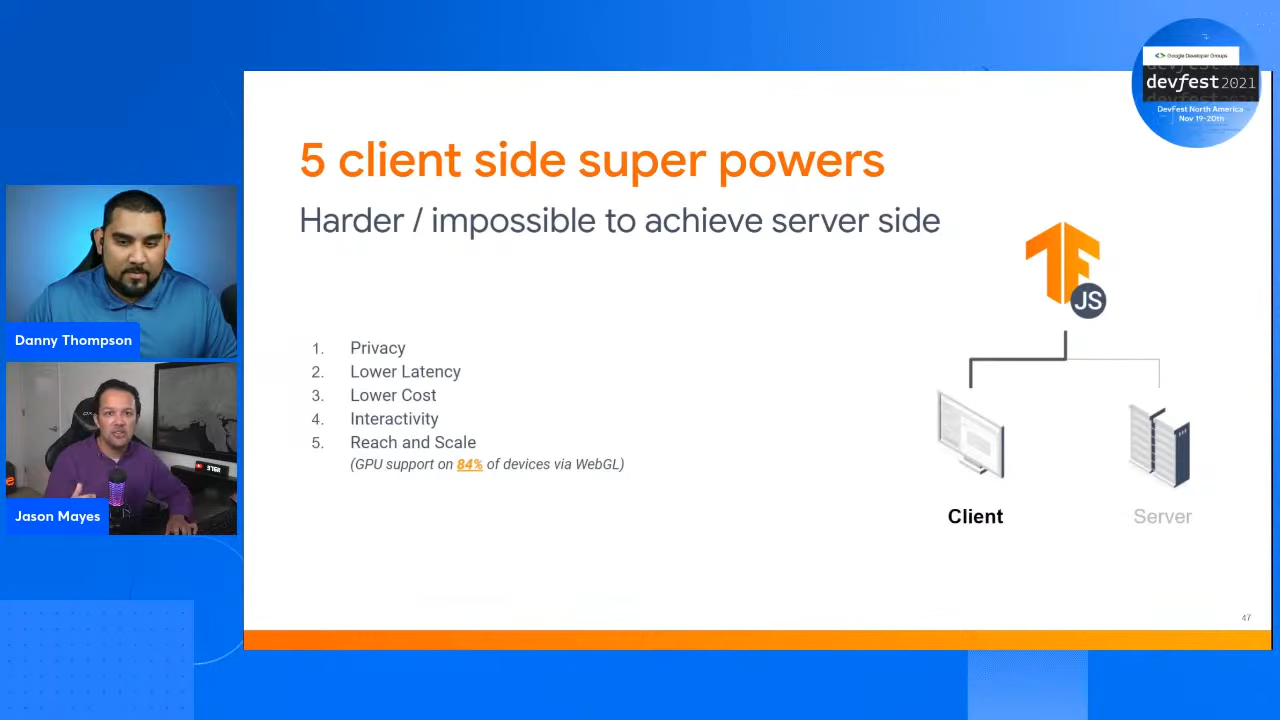 Google Developer Groups
devfest 2021
DevFest North America
Nov 19-20th
5 client side super powers
Harder / impossible to achieve server side
JS
1. Privacy
2. Lower Latency
3. Lower Cost
4. Interactivity
5. Reach and Scale
(GPU support on 84% of devices via WebGL)
Client
Server
47
Danny Thompson
Jason Mayes